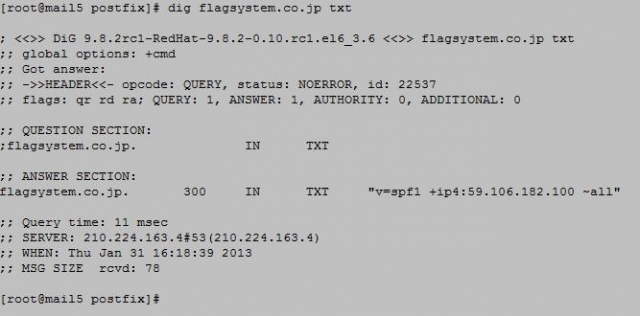 [root@mail5 postfix]# dig flagsystem.co.jp txt
; <<>> DiG 9.8.2rc1-RedHat-9.8.2-0.10.rc1.el6_3.6 <<>> flagsystem.co.jp txt
;; global options: +cmd
;; Got answer:
;; ->>HEADER<<- opcode: QUERY, status: NOERROR, id: 22537
;; flags: qr rd ra; QUERY: 1, ANSWER: 1, AUTHORITY: 0, ADDITIONAL: 0
;; QUESTION SECTION:
;flagsystem.co.jp. IN TXT
;; ANSWER SECTION:
flagsystem.co.jp. 300 IN TXT "v=spf1 +ip4:59.106.182.100 ~all"
;; Query time: 11 msec
;; SERVER: 210.224.163.4#53(210.224.163.4)
;; WHEN: Thu Jan 31 16:18:39 2013
;; MSG SIZE rcvd: 78
[root@mail5 postfix]#